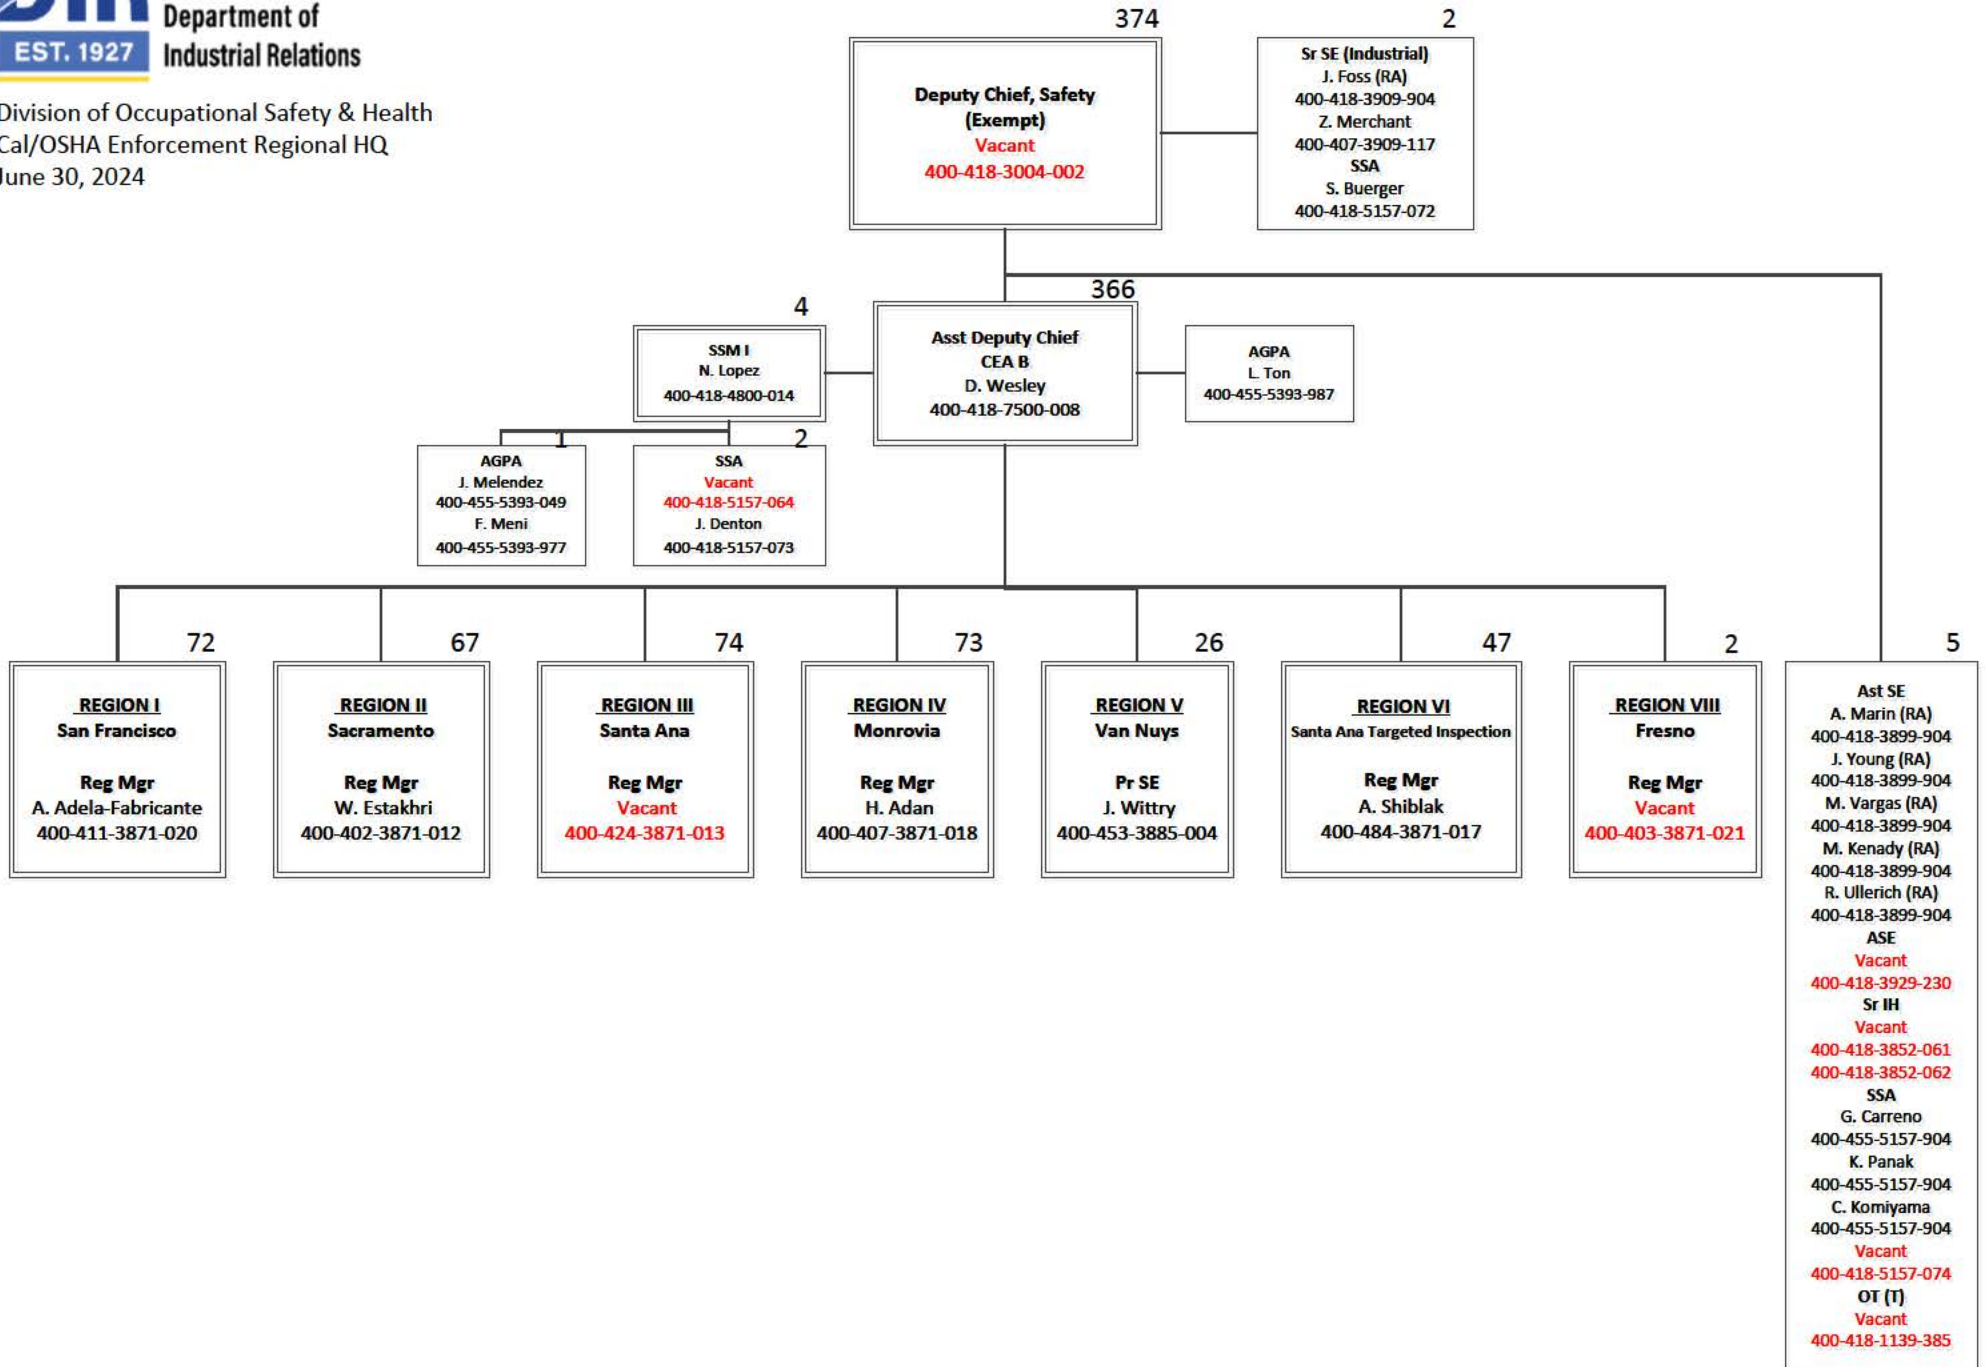 Department of
EST. 1927
Industrial Relations
Division of Occupational Safety & Health
Cal/OSHA Enforcement Regional HQ
June 30, 2024
374
Deputy Chief, Safety
(Exempt)
Vacant
400-418-3004-002
2
Sr SE (Industrial)
J. Foss (RA)
400-418-3909-904
Z. Merchant
400-407-3909-117
SSA
S. Buerger
400-418-5157-072
4
SSM I
N. Lopez
400-418-4800-014
366
Asst Deputy Chief
CEA B
D. Wesley
400-418-7500-008
AGPA
L. Ton
400-455-5393-987
1
AGPA
J. Melendez
400-455-5393-049
F. Meni
400-455-5393-977
2
SSA
Vacant
400-418-5157-064
J. Denton
400-418-5157-073
72
REGION I
San Francisco
Reg Mgr
A. Adela-Fabricante
400-411-3871-020
67
REGION II
Sacramento
Reg Mgr
W. Estakhri
400-402-3871-012
74
REGION III
Santa Ana
Reg Mgr
Vacant
400-424-3871-013
73
REGION IV
Monrovia
Reg Mgr
H. Adan
400-407-3871-018
26
REGION V
Van Nuys
Pr SE
J. Wittry
400-453-3885-004
47
REGION VI
Santa Ana Targeted Inspection
Reg Mgr
A. Shiblak
400-484-3871-017
2
REGION VIII
Fresno
Reg Mgr
Vacant
400-403-3871-021
5
Ast SE
A. Marin (RA)
400-418-3899-904
J. Young (RA)
400-418-3899-904
M. Vargas (RA)
400-418-3899-904
M. Kenady (RA)
400-418-3899-904
R. Ullerich (RA)
400-418-3899-904
ASE
Vacant
400-418-3929-230
Sr IH
Vacant
400-418-3852-061
400-418-3852-062
SSA
G. Carreno
400-455-5157-904
K. Panak
400-455-5157-904
C. Komiyama
400-455-5157-904
Vacant
400-418-5157-074
OT (T)
Vacant
400-418-1139-385